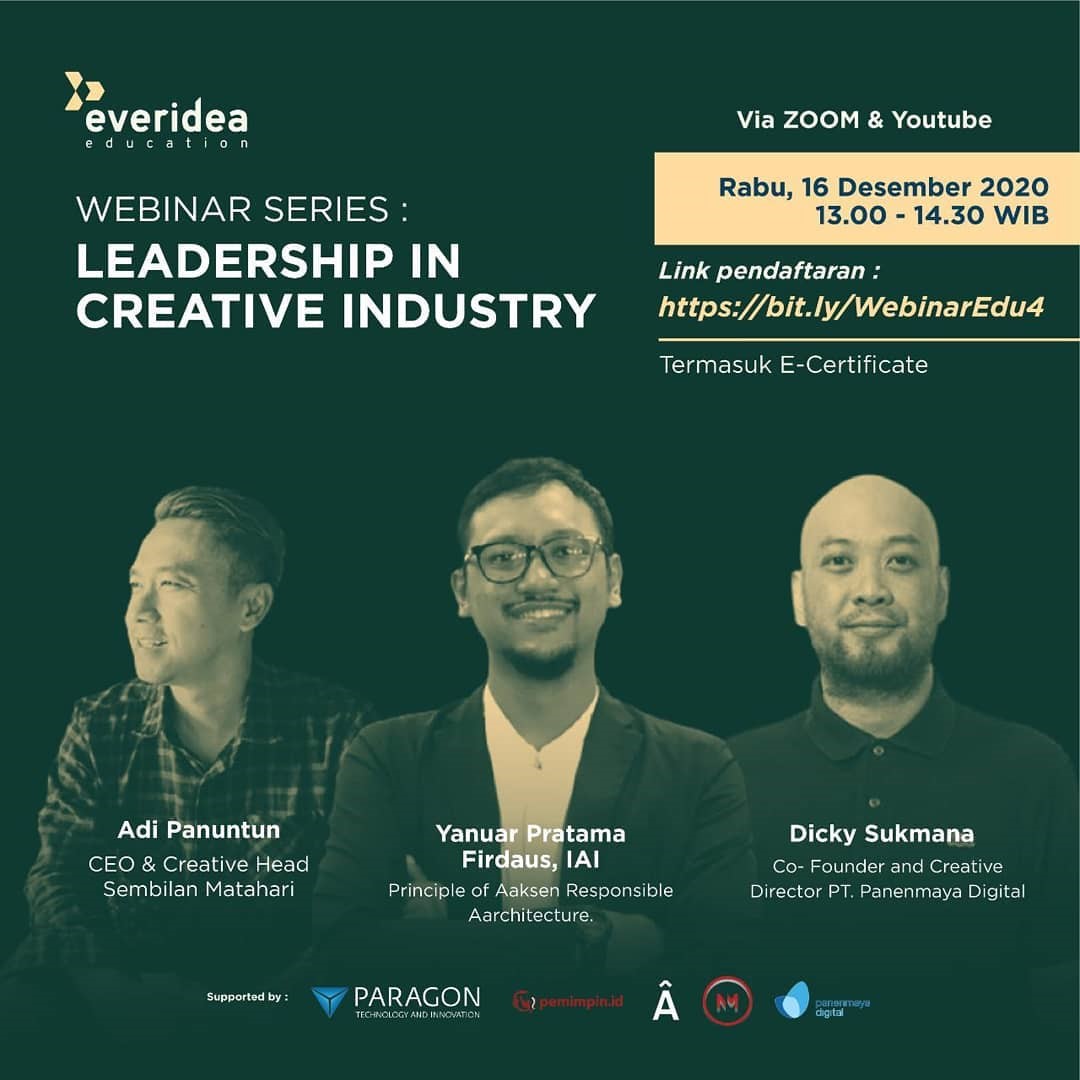 everidea
education
WEBINAR SERIES :
LEADERSHIP IN
CREATIVE INDUSTRY
Via ZOOM & Youtube
Rabu, 16 Desember 2020
13.00 - 14.30 WIB
Link pendaftaran :
https://bit.ly/WebinarEdu4
Termasuk E-Certificate
Adi Panuntun
CEO & Creative Head
Sembilan Matahari
Yanuar Pratama
Firdaus, IAI
Principle of Aaksen Responsible
Aarchitecture.
Dicky Sukmana
Co- Founder and Creative
Director PT. Panenmaya Digital
Supported by :
PARAGON
TECHNOLOGY AND INNOVATION
pemimpin.id
Â
panenmaya
digital